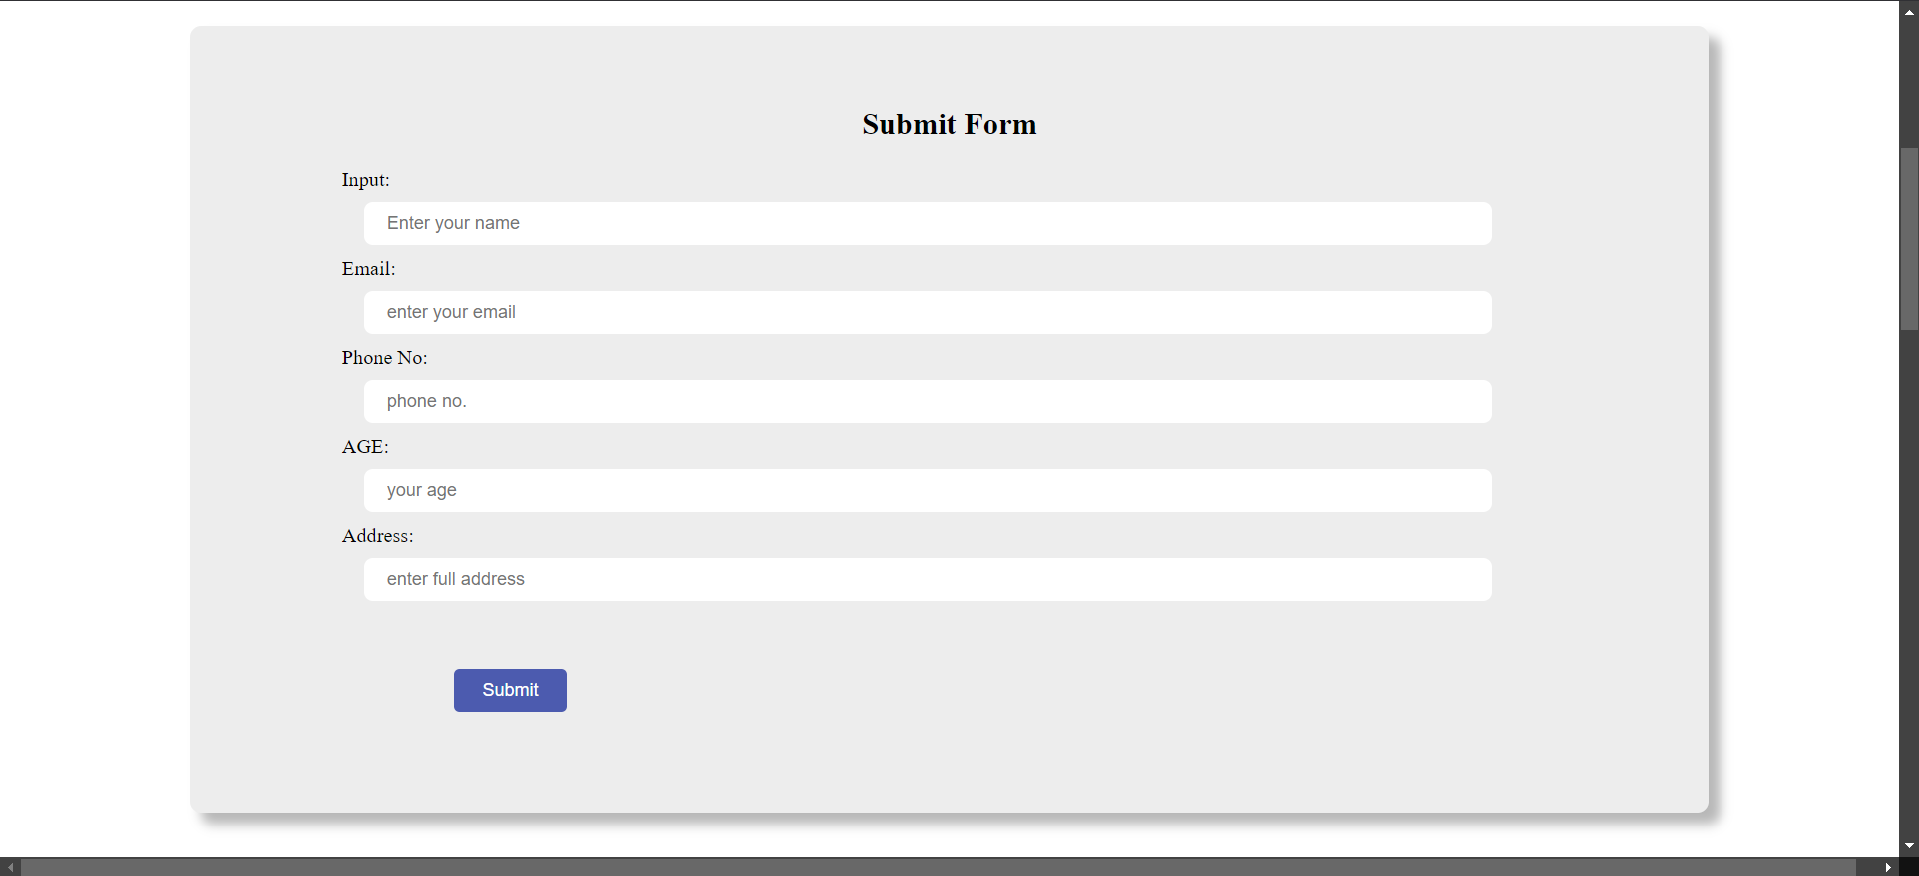 Submit Form
Input:
Enter your name
Email:
enter your email
Phone No:
phone no.
AGE:
your age
Address:
enter full address
Submit